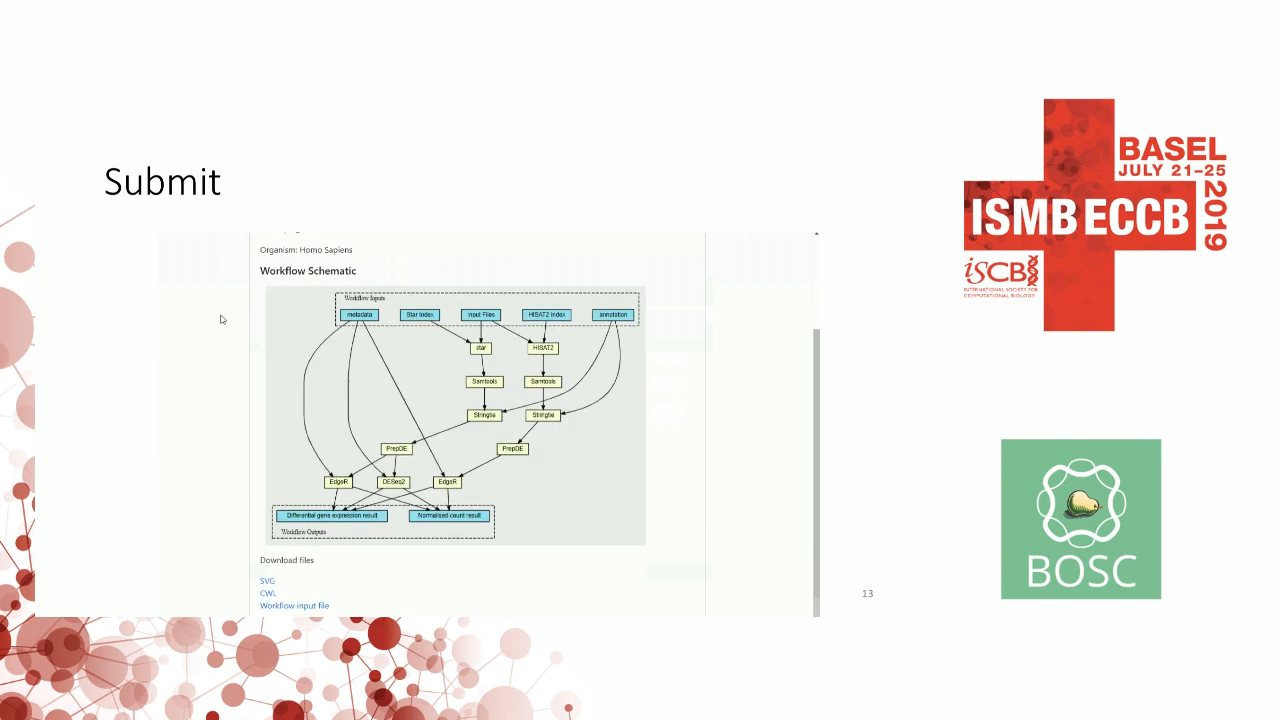 Submit
Organism: Homo Sapiens
Workflow Schematic
Workflow Inputs
metadata
Star Index
input Files
HISAT2 index
annotation
star
HISAT2
Samtools
Samtools
Stringtie
Stringtie
PrepDE
PrepDE
EdgeR
DESeq2
EdgeR
Differential gene expression result
Normalised count result
Workflow Outputs
Download files
SVG
CWL
Workflow input file
13
BASEL
JULY 21–25
2019
ISMB ECCB
iSCB
INTERNATIONAL SOCIETY FOR
COMPUTATIONAL BIOLOGY
BOSC